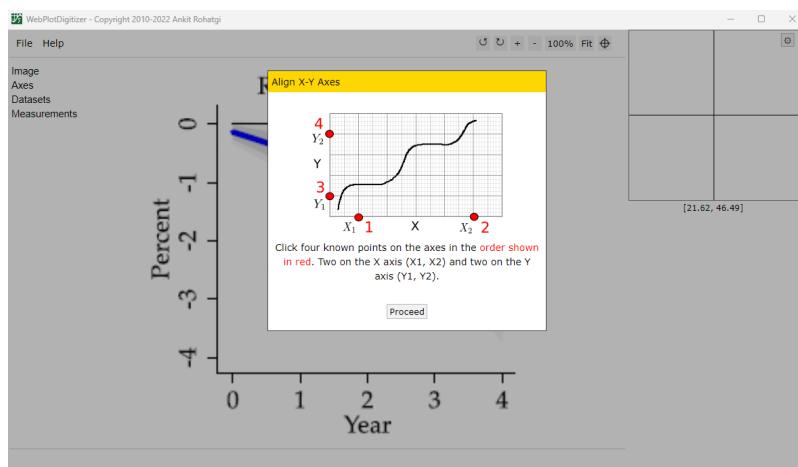 WebPlotDigitizer - Copyright 2010-2022 Ankit Rohatgi
File Help
↺ ↻ + - 100% Fit
Image
Axes
Datasets
Measurements
Align X-Y Axes
4
Y2
Y
3
Y1
X1 1 X X2 2
Click four known points on the axes in the order shown
in red. Two on the X axis (X1, X2) and two on the Y
axis (Y1, Y2).
Proceed
[21.62, 46.49]
Percent
0
-1
-2
-3
-4
0 1 2 3 4
Year